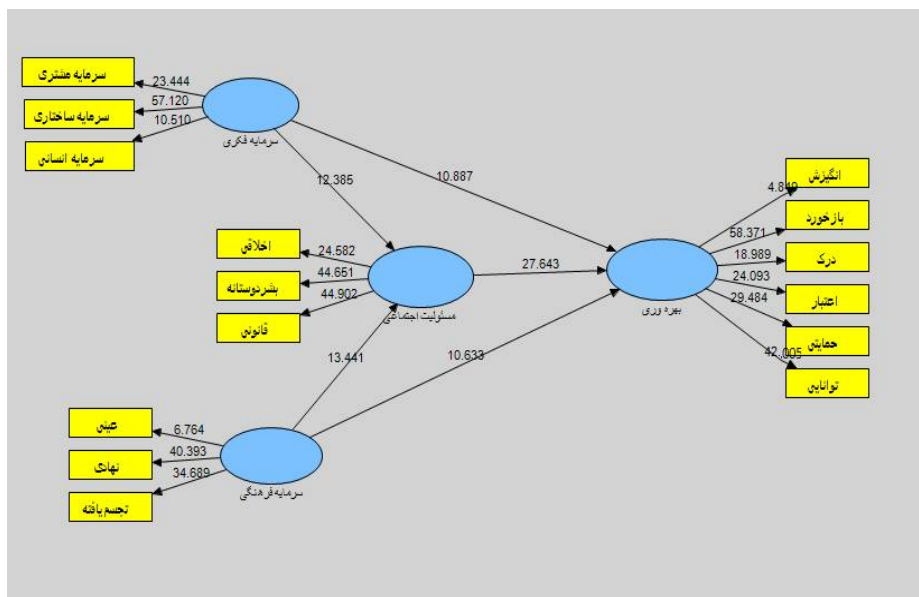 سرمایه مشتری
23.444
سرمایه ساختاری
57.120
سرمایه انسانی
10.510
سرمایه فکری
12.385
10.887
اخلاقی
24.582
بشردوستانه
44.651
قانونی
44.902
مسئولیت اجتماعی
27.643
13.441
10.633
عینی
6.764
نهادی
40.393
تجسم یافته
34.689
سرمایه فرهنگی
بهره وری
انگیزش
4.849
بازخورد
58.371
درک
18.989
اعتبار
24.093
حمایتی
29.484
توانایی
42.005